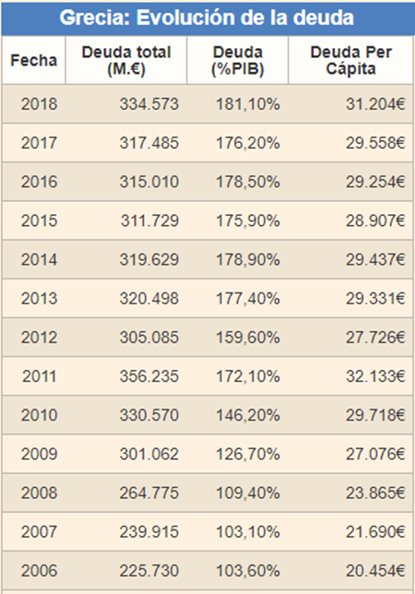 Grecia: Evolución de la deuda
Fecha Deuda total (M.€) Deuda (%PIB) Deuda Per Cápita
2018 334.573 181,10% 31.204€
2017 317.485 176,20% 29.558€
2016 315.010 178,50% 29.254€
2015 311.729 175,90% 28.907€
2014 319.629 178,90% 29.437€
2013 320.498 177,40% 29.331€
2012 305.085 159,60% 27.726€
2011 356.235 172,10% 32.133€
2010 330.570 146,20% 29.718€
2009 301.062 126,70% 27.076€
2008 264.775 109,40% 23.865€
2007 239.915 103,10% 21.690€
2006 225.730 103,60% 20.454€